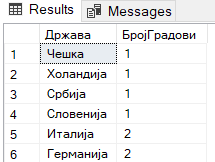 Results Messages
Држава БројГрадови
1 Чешка 1
2 Холандија 1
3 Србија 1
4 Словенија 1
5 Италија 2
6 Германија 2